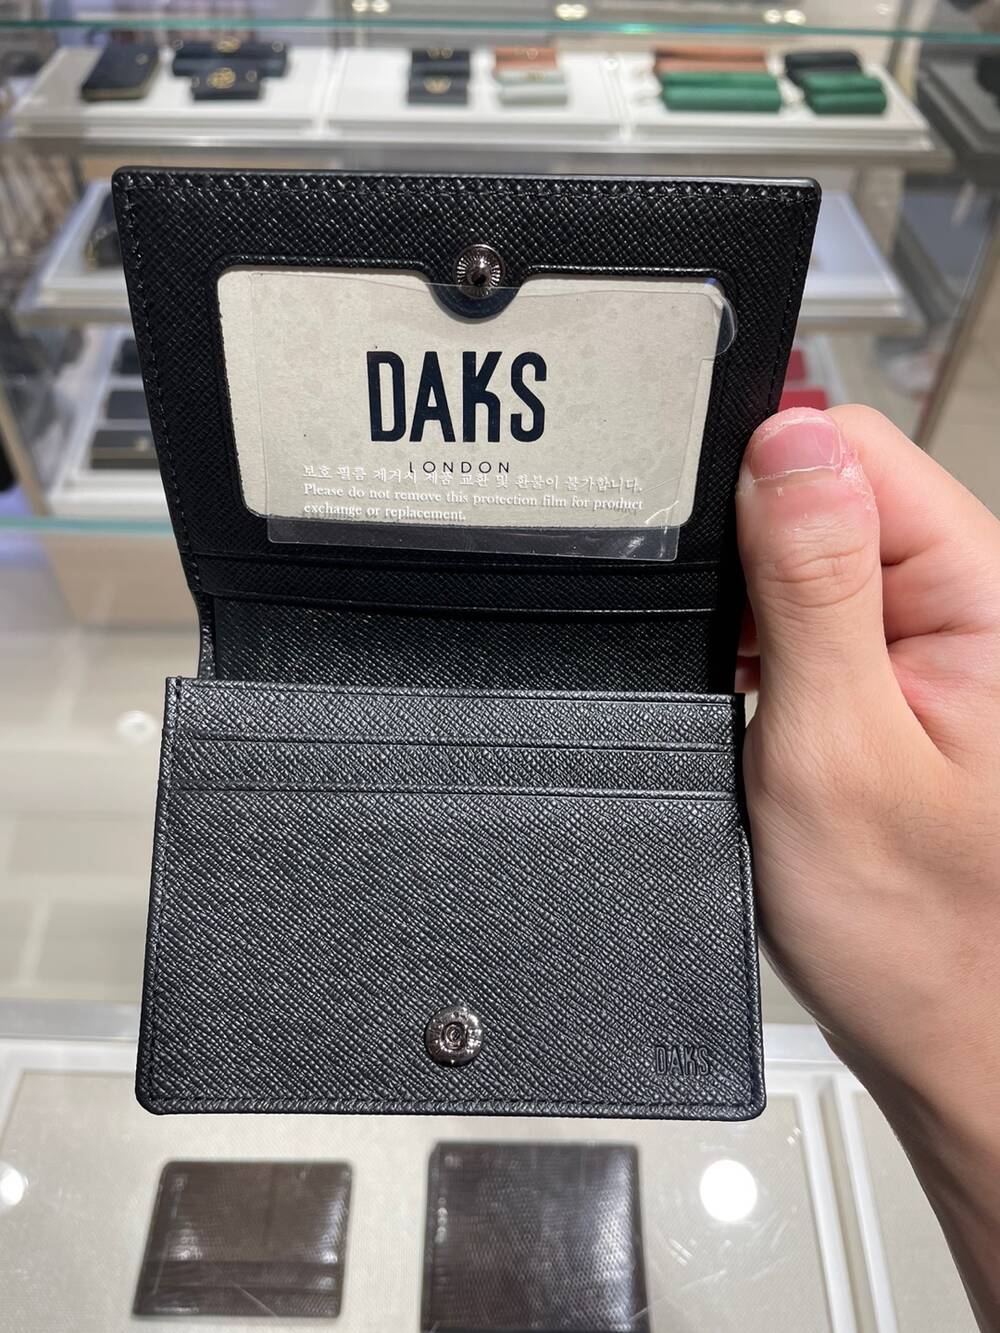 DAKS
LONDON
보호 필름 제거시 제품 교환 및 환불이 불가합니다.
Please do not remove this protection film for product
exchange or replacement.
DAKS